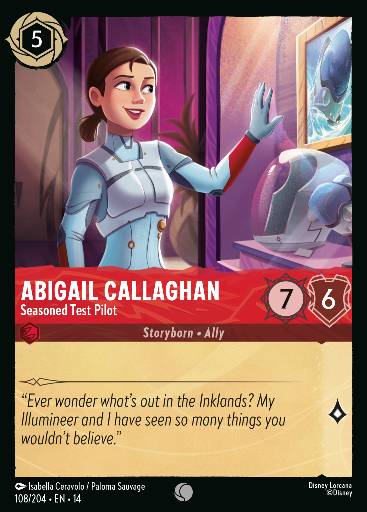 5
ABIGAIL CALLAGHAN
Seasoned Test Pilot
7
6
Storyborn • Ally
“Ever wonder what’s out in the Inklands? My
Illumineer and I have seen so many things you
wouldn’t believe.”
Isabella Ceravolo / Paloma Sauvage
108/204 • EN • 14
Disney Lorcana
©Disney